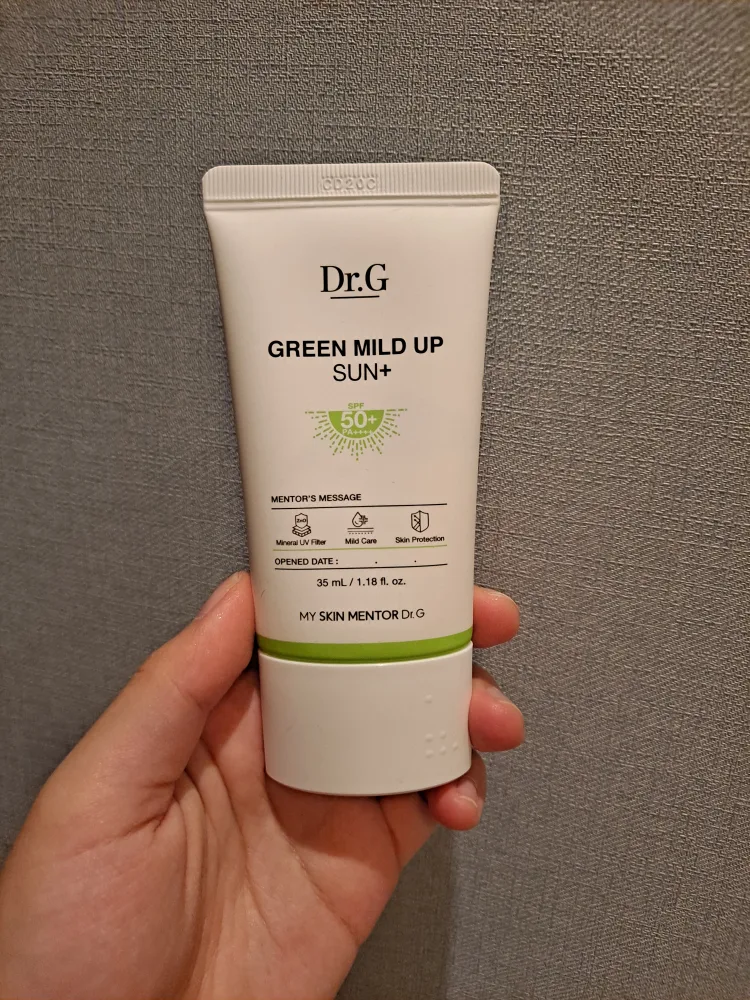 CD20C
Dr.G
GREEN MILD UP
SUN+
SPF
50+
PA++++
MENTOR'S MESSAGE
ZnO
Mineral UV Filter Mild Care Skin Protection
OPENED DATE : . .
35 mL / 1.18 fl. oz.
MY SKIN MENTOR Dr.G